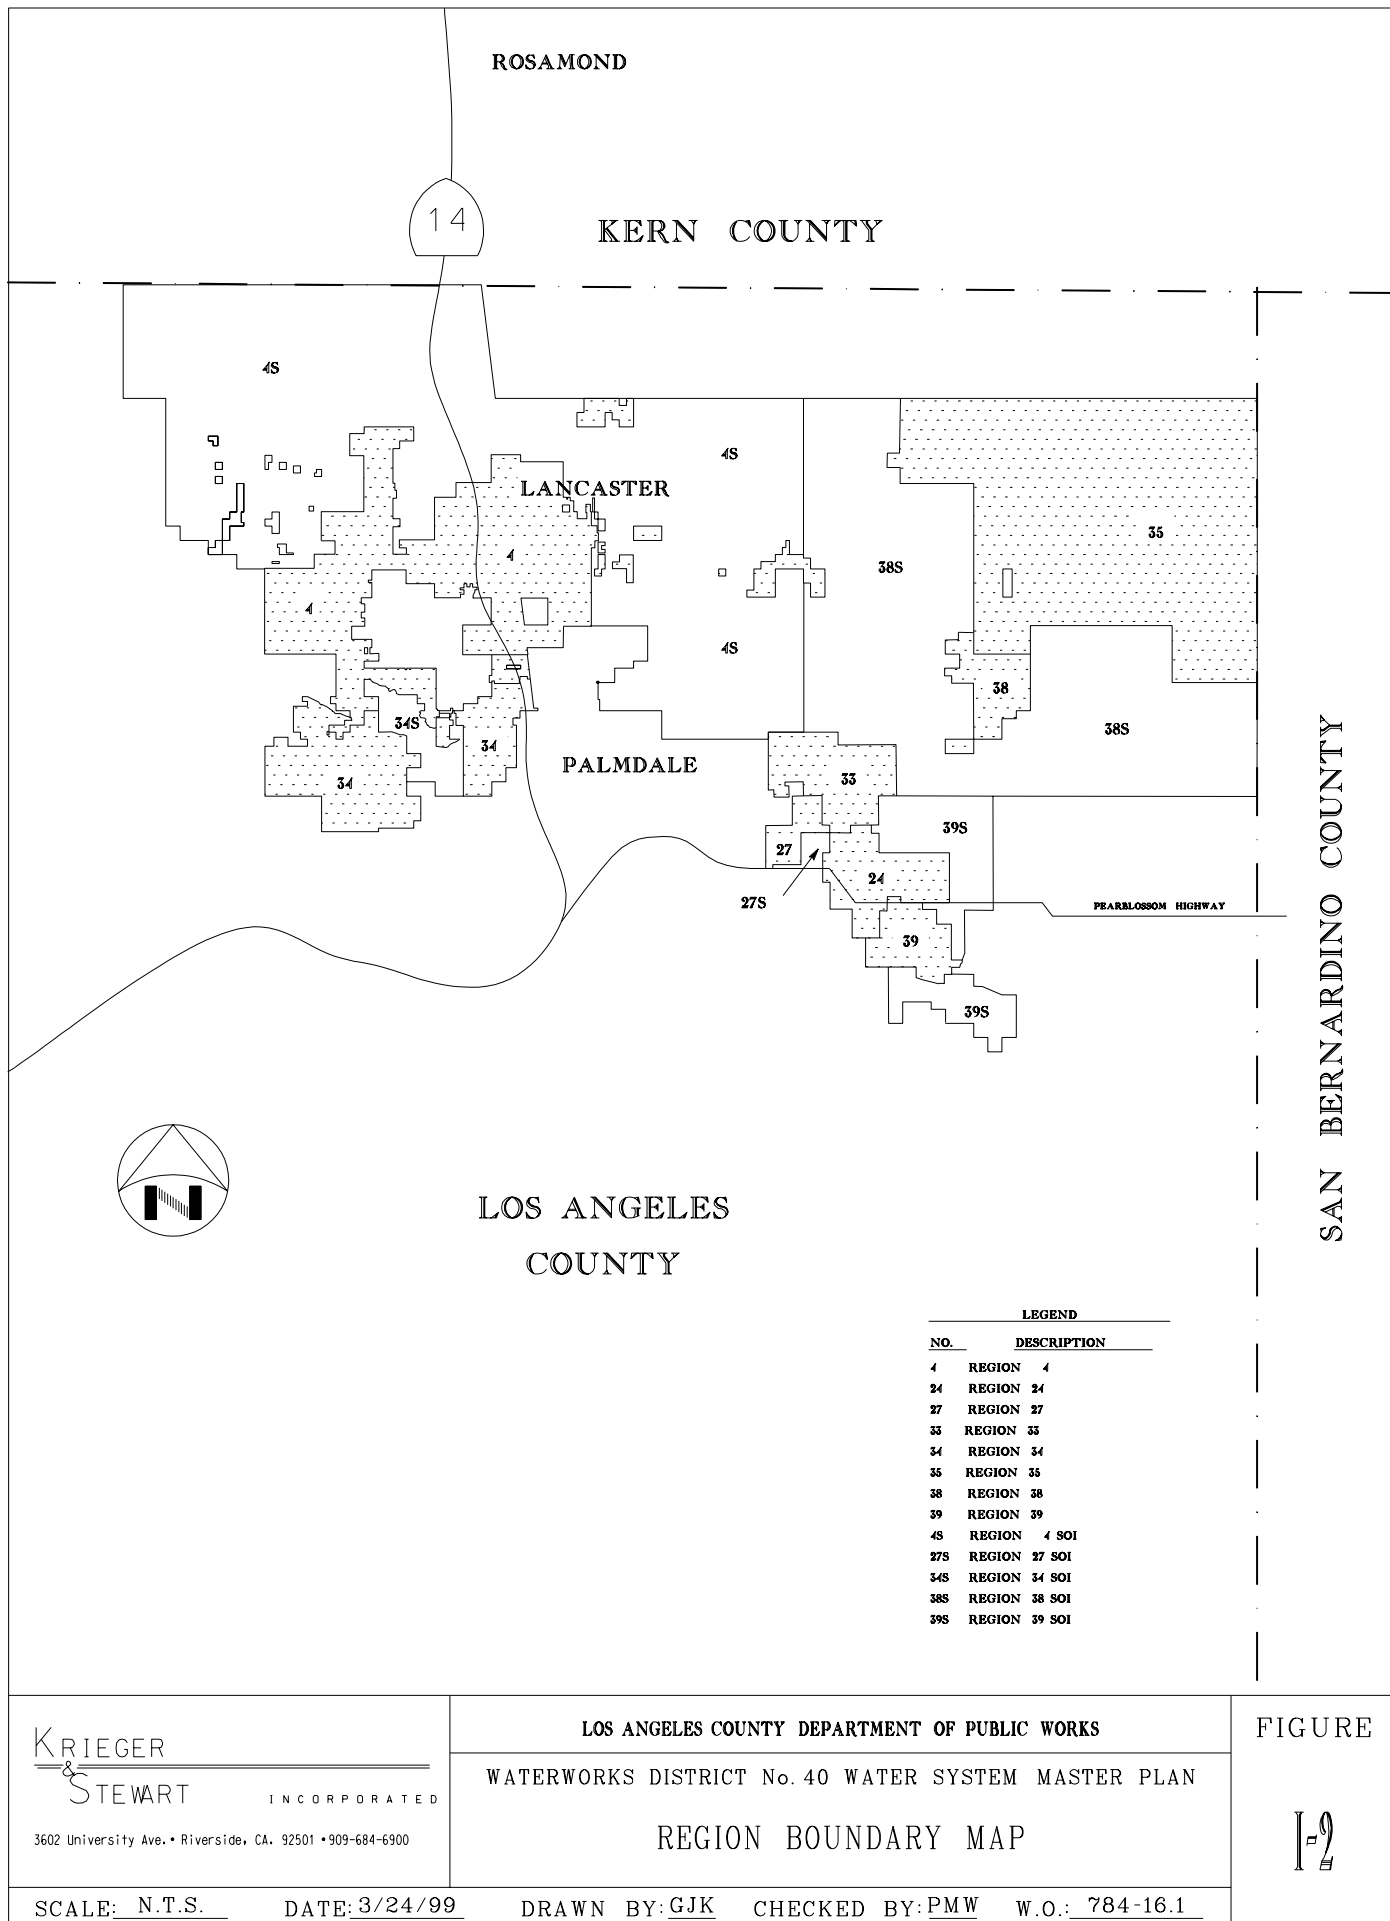 ROSAMOND
14
KERN COUNTY
4S
4S
LANCASTER
35
4
38S
4
4S
38
34S
38S
34
PALMDALE
34
33
39S
27
24
27S
PEARBLOSSOM HIGHWAY
39
39S
SAN BERNARDINO COUNTY
N
LOS ANGELES
COUNTY
LEGEND
NO. DESCRIPTION
4 REGION 4
24 REGION 24
27 REGION 27
33 REGION 33
34 REGION 34
35 REGION 35
38 REGION 38
39 REGION 39
4S REGION 4 SOI
27S REGION 27 SOI
34S REGION 34 SOI
38S REGION 38 SOI
39S REGION 39 SOI
KRIEGER
&
STEWART
INCORPORATED
3602 University Ave. • Riverside, CA. 92501 • 909-684-6900
LOS ANGELES COUNTY DEPARTMENT OF PUBLIC WORKS
WATERWORKS DISTRICT No. 40 WATER SYSTEM MASTER PLAN
REGION BOUNDARY MAP
FIGURE
I-2
SCALE: N.T.S. DATE: 3/24/99 DRAWN BY: GJK CHECKED BY: PMW W.O.: 784-16.1